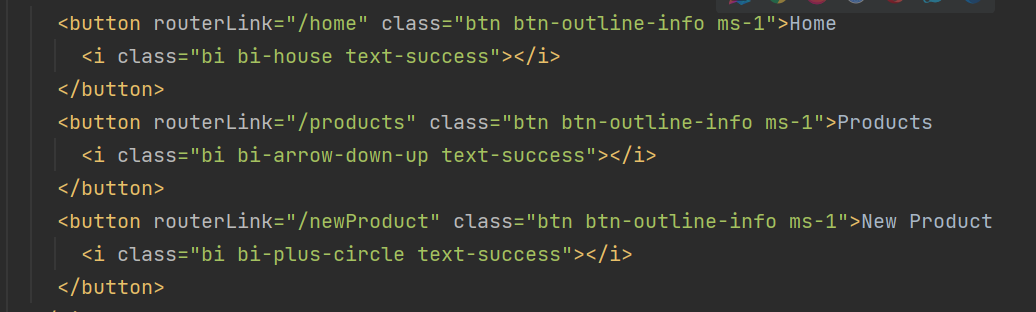 <button routerLink="/home" class="btn btn-outline-info ms-1">Home
<i class="bi bi-house text-success"></i>
</button>
<button routerLink="/products" class="btn btn-outline-info ms-1">Products
<i class="bi bi-arrow-down-up text-success"></i>
</button>
<button routerLink="/newProduct" class="btn btn-outline-info ms-1">New Product
<i class="bi bi-plus-circle text-success"></i>
</button>